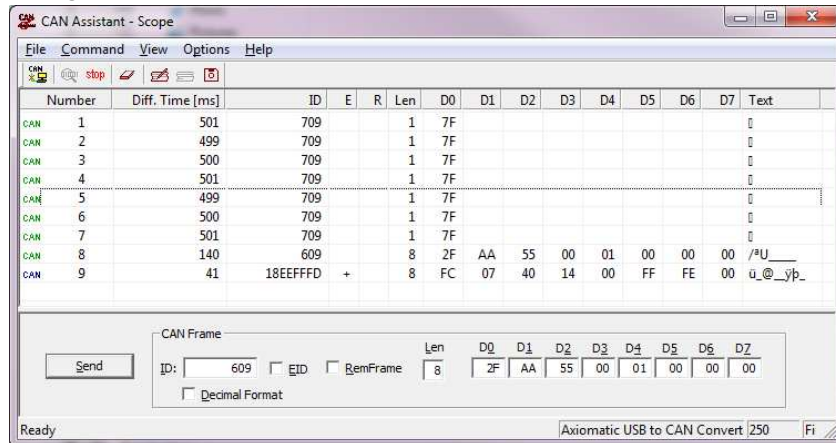 CAN Assistant - Scope
File Command View Options Help
CAN stop
Number Diff. Time [ms] ID E R Len D0 D1 D2 D3 D4 D5 D6 D7 Text
CAN 1 501 709 1 7F ▯
CAN 2 499 709 1 7F ▯
CAN 3 500 709 1 7F ▯
CAN 4 501 709 1 7F ▯
CAN 5 499 709 1 7F ▯
CAN 6 500 709 1 7F ▯
CAN 7 501 709 1 7F ▯
CAN 8 140 609 8 2F AA 55 00 01 00 00 00 /ªU____
CAN 9 41 18EEFFFD + 8 FC 07 40 14 00 FF FE 00 ü_@__ÿþ_
CAN Frame
Len D0 D1 D2 D3 D4 D5 D6 D7
Send ID: 609 EID RemFrame 8 2F AA 55 00 01 00 00 00
Decimal Format
Ready Axiomatic USB to CAN Convert 250 Fi